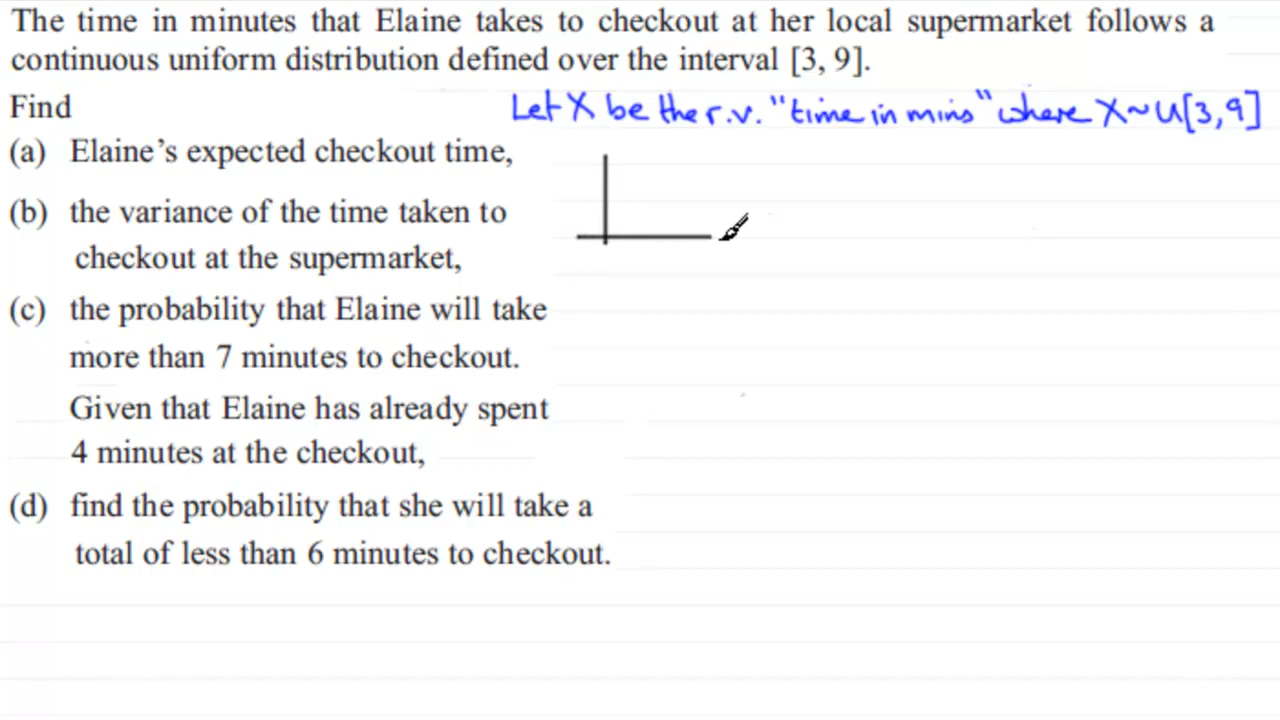 The time in minutes that Elaine takes to checkout at her local supermarket follows a
continuous uniform distribution defined over the interval [3, 9].
Find
Let X be the r.v. "time in mins" where X~U[3,9]
(a) Elaine's expected checkout time,
(b) the variance of the time taken to
checkout at the supermarket,
(c) the probability that Elaine will take
more than 7 minutes to checkout.
Given that Elaine has already spent
4 minutes at the checkout,
(d) find the probability that she will take a
total of less than 6 minutes to checkout.